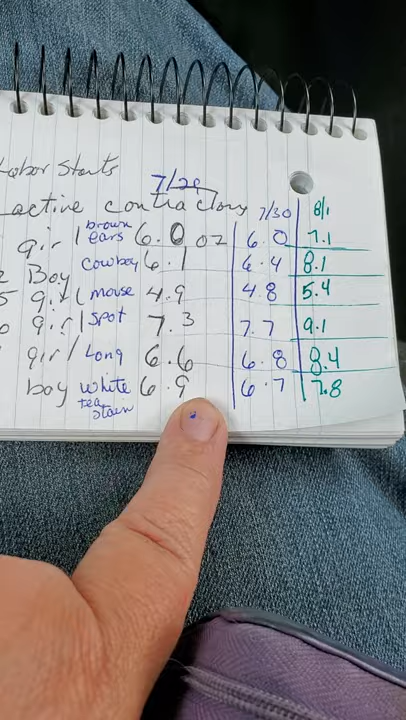 Labor Starts
7/29
active contractions 7/30 8/1
girl brown ears 6.0 oz 6.0 7.1
Boy cowboy 6.1 6.4 8.1
girl mouse 4.9 4.8 5.4
girl spot 7.3 7.7 9.1
girl Long 6.6 6.8 8.4
boy white 6.9 6.7 7.8
tea stain